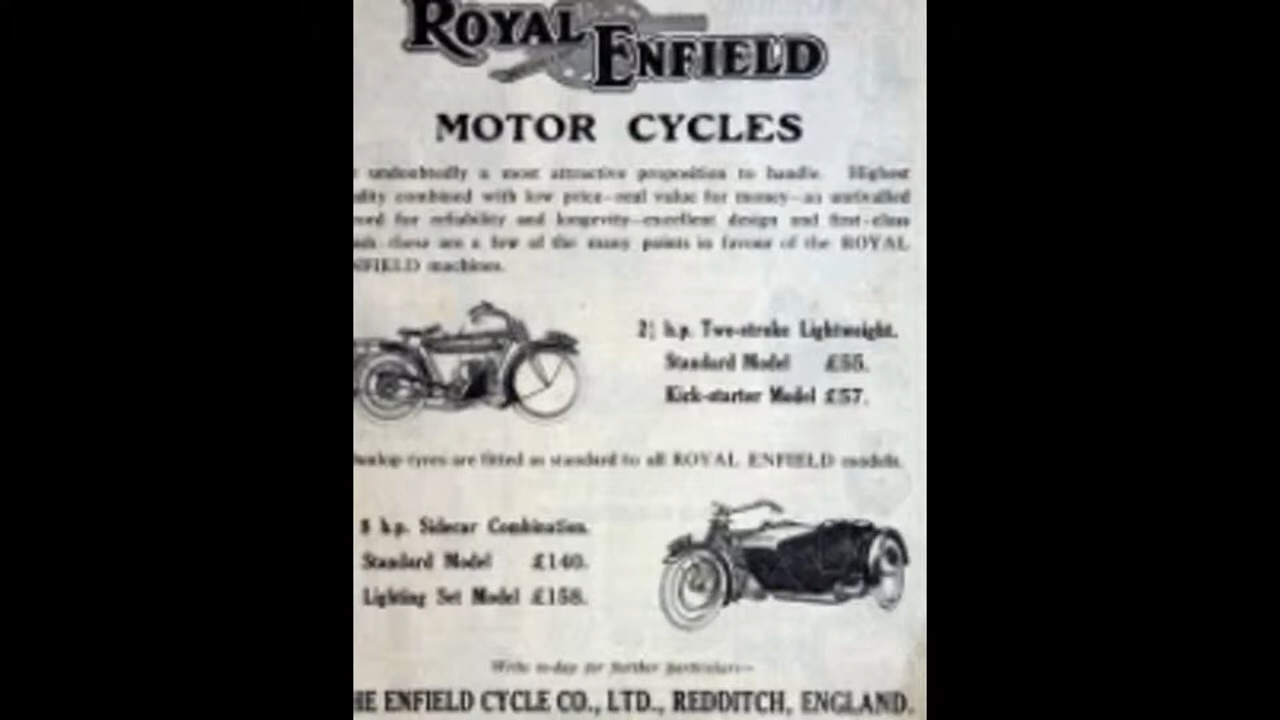 ROYAL ENFIELD
MOTOR CYCLES
undoubtedly a most attractive proposition to handle. Highest
combined with low price—real value for money—an unrivalled
for reliability and longevity—excellent design and first-class
these are a few of the many points in favour of the ROYAL
NFIELD machines.
2¼ h.p. Two-stroke Lightweight.
Standard Model £55.
Kick-starter Model £57.
tyres are fitted as standard to all ROYAL ENFIELD models.
8 h.p. Sidecar Combination.
Standard Model £140.
Lighting Set Model £158.
Write to-day for further particulars—
HE ENFIELD CYCLE CO., LTD., REDDITCH, ENGLAND.